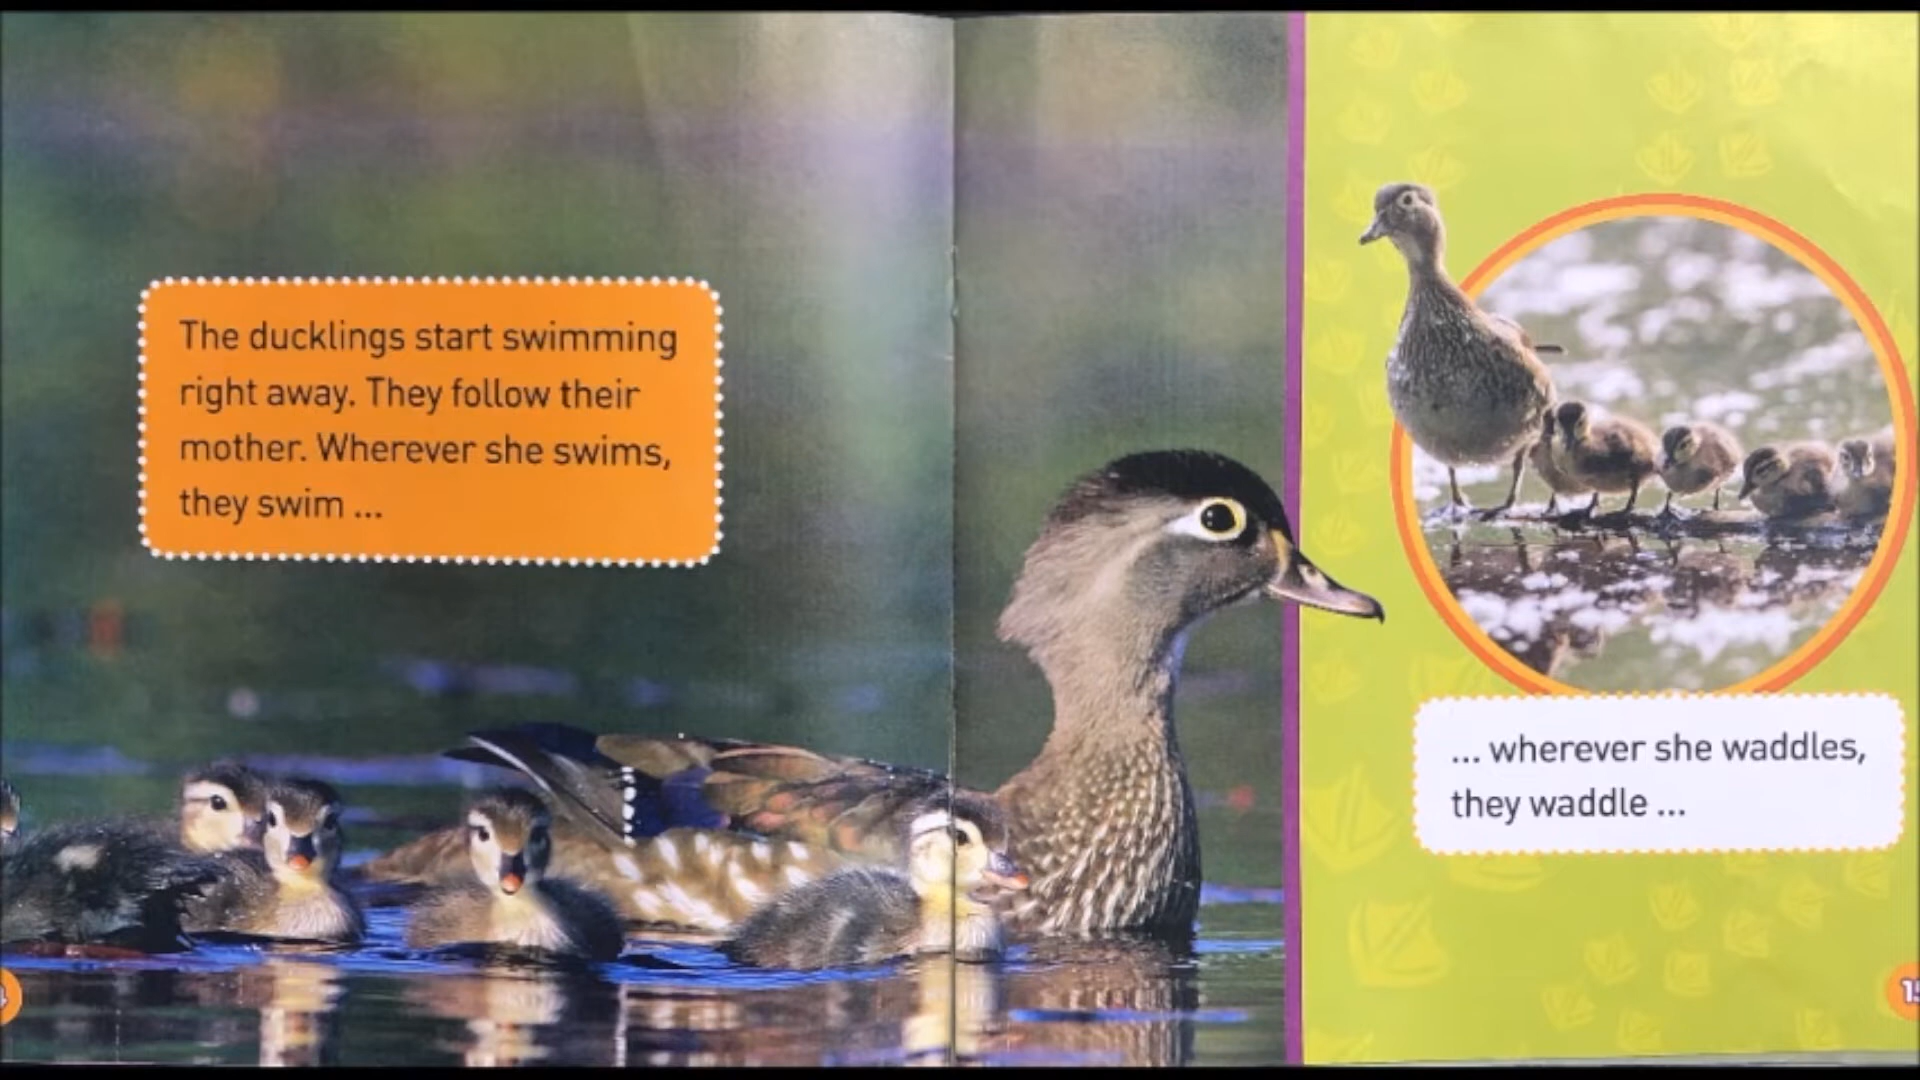 The ducklings start swimming
right away. They follow their
mother. Wherever she swims,
they swim ...
... wherever she waddles,
they waddle ...